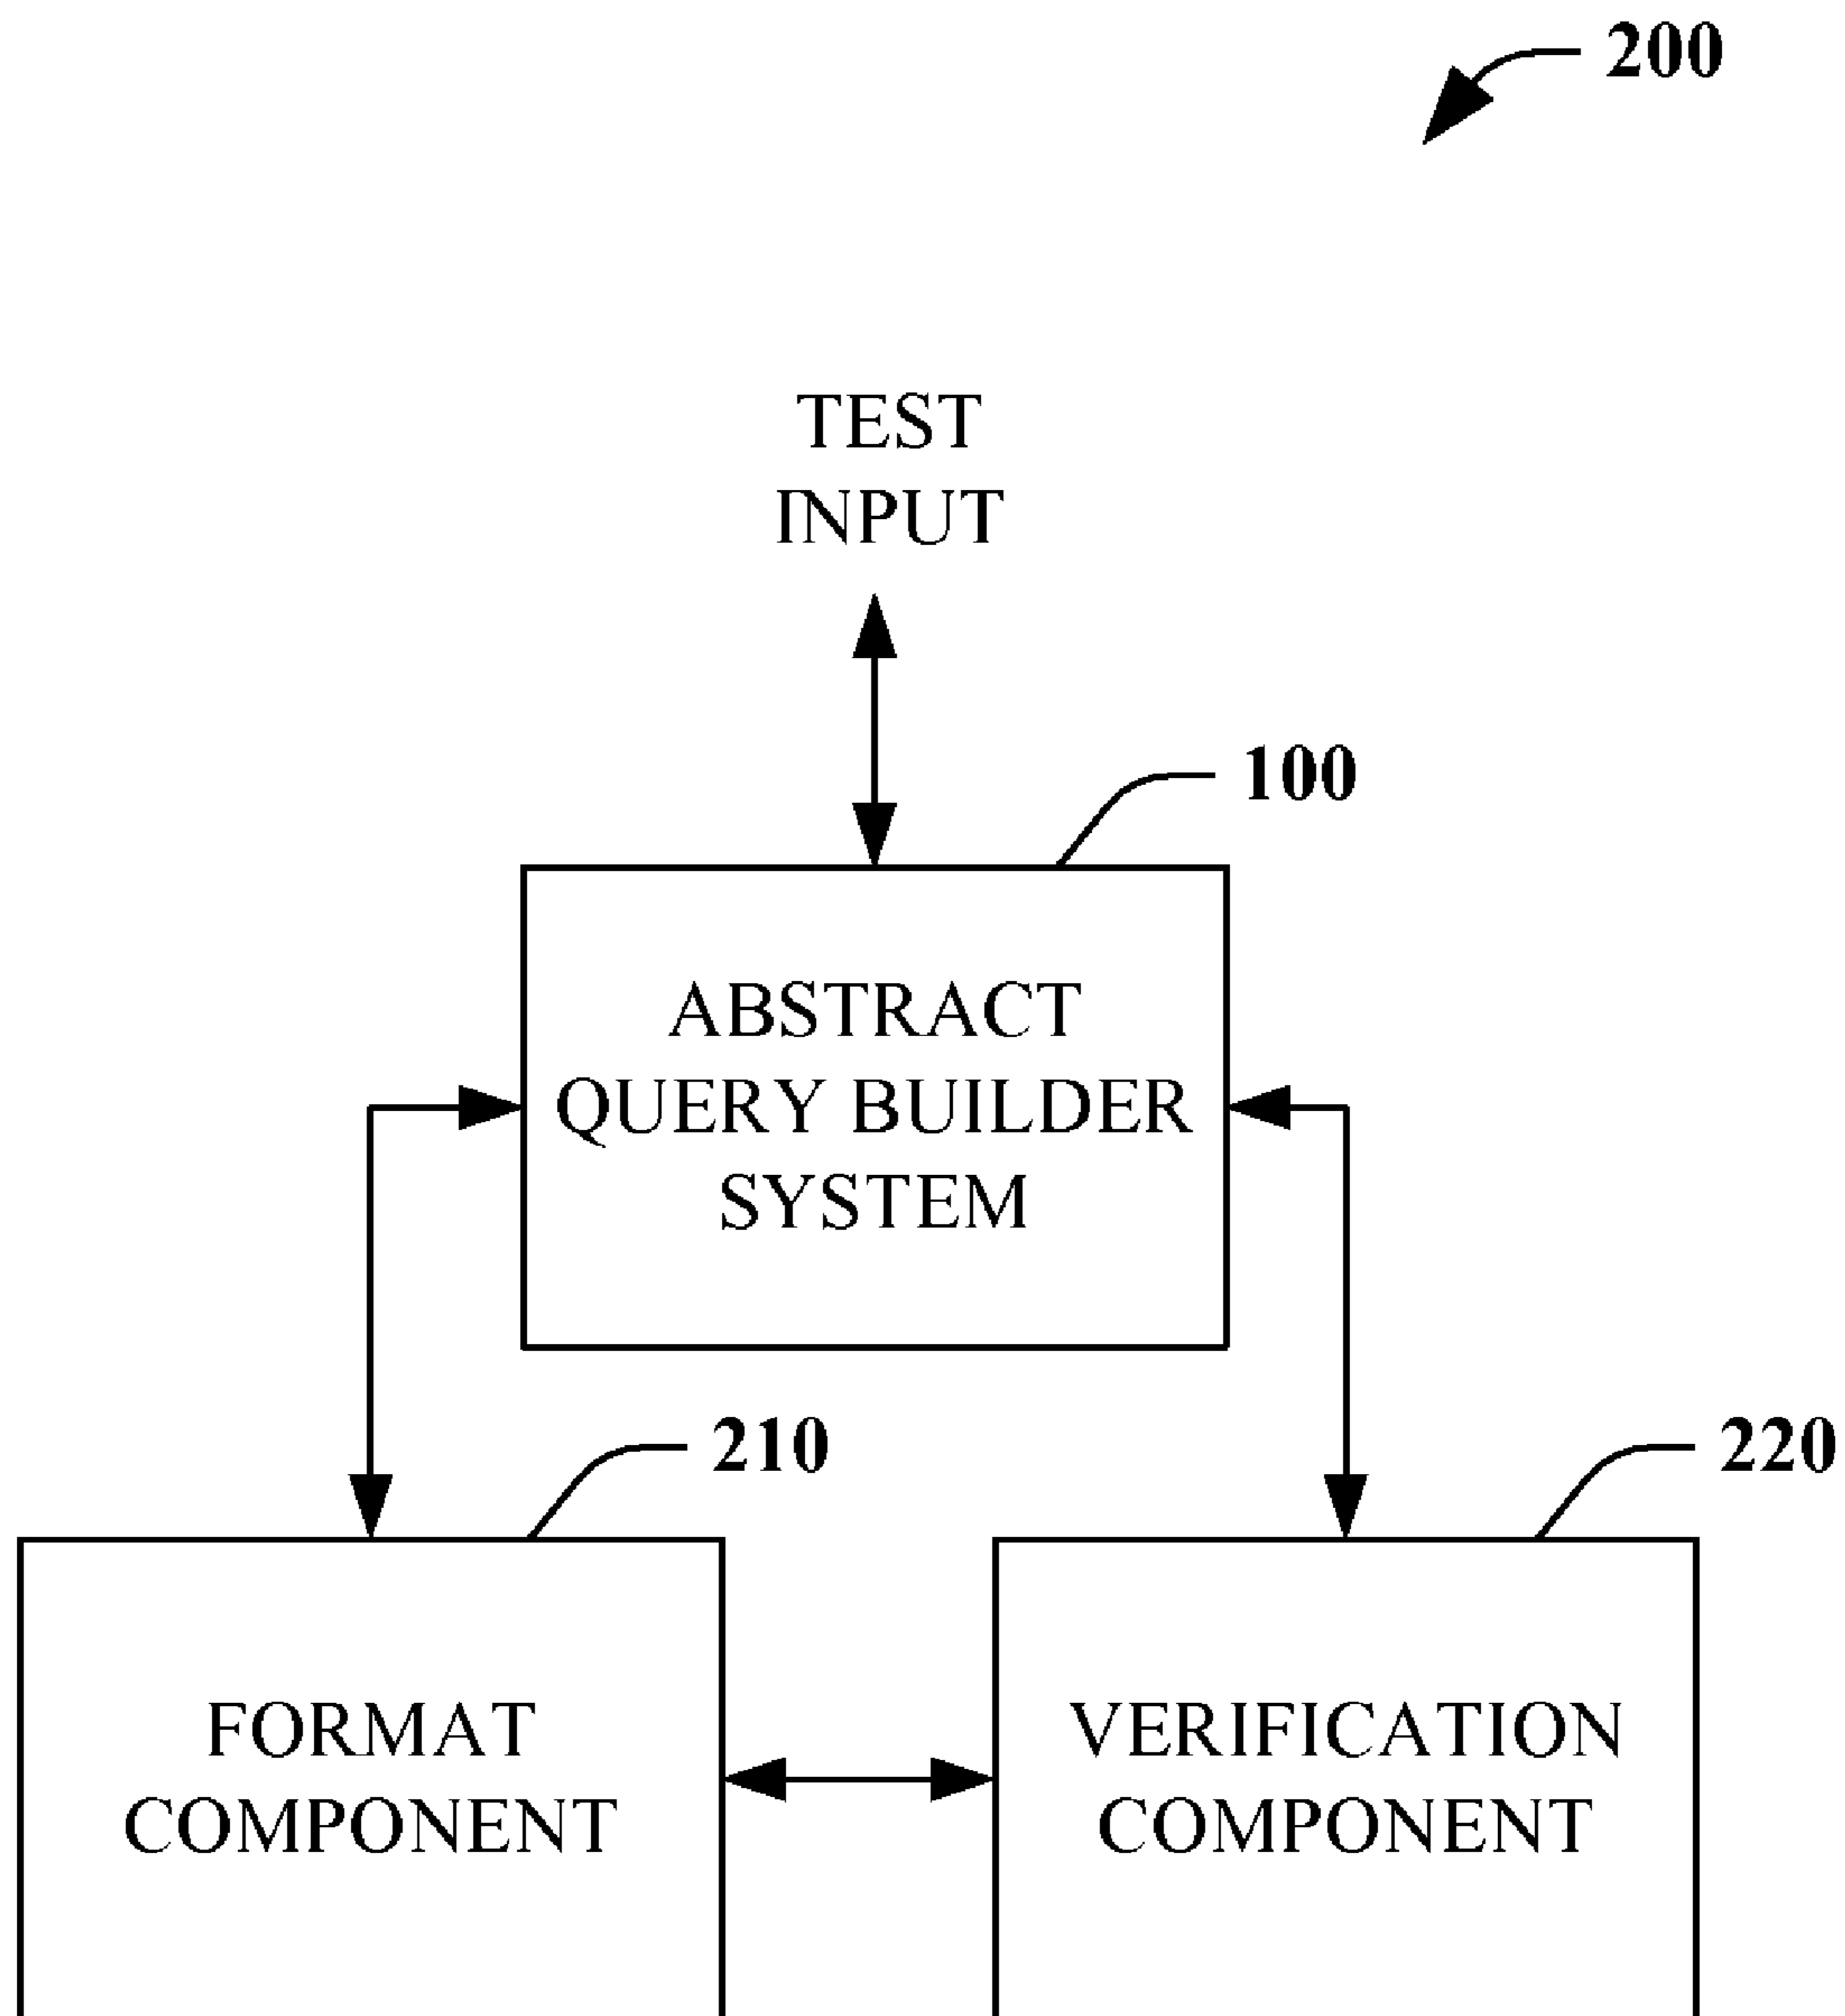 200
TEST
INPUT
100
ABSTRACT
QUERY BUILDER
SYSTEM
210
220
FORMAT
COMPONENT
VERIFICATION
COMPONENT